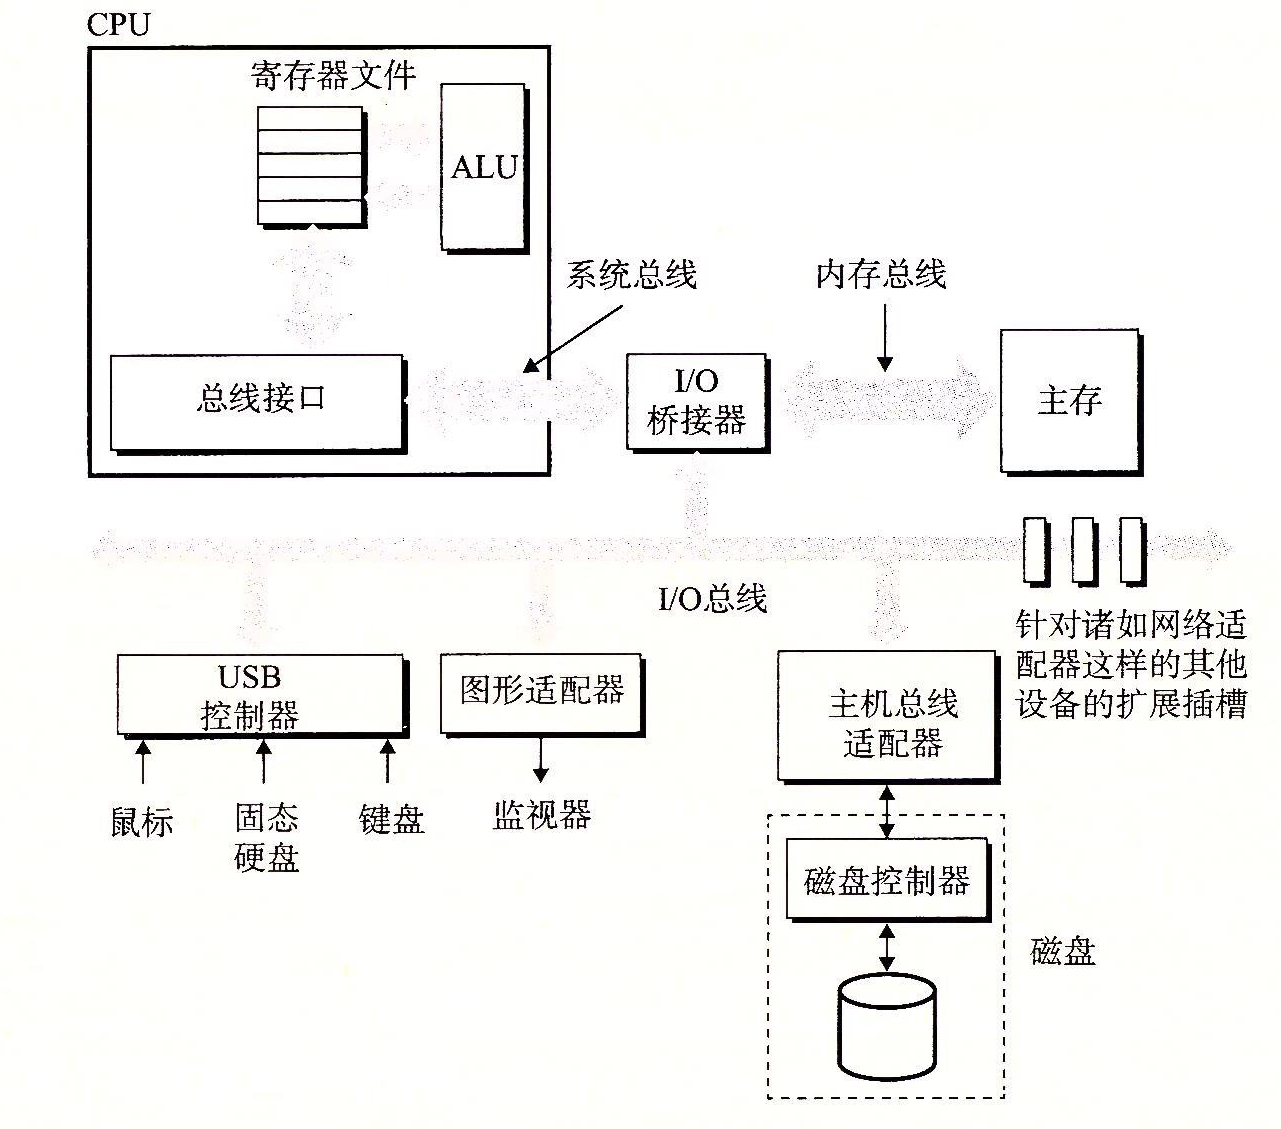 CPU
寄存器文件
ALU
系统总线
内存总线
总线接口
I/O
桥接器
主存
I/O总线
针对诸如网络适
配器这样的其他
设备的扩展插槽
USB
控制器
图形适配器
主机总线
适配器
鼠标
固态
硬盘
键盘
监视器
磁盘控制器
磁盘